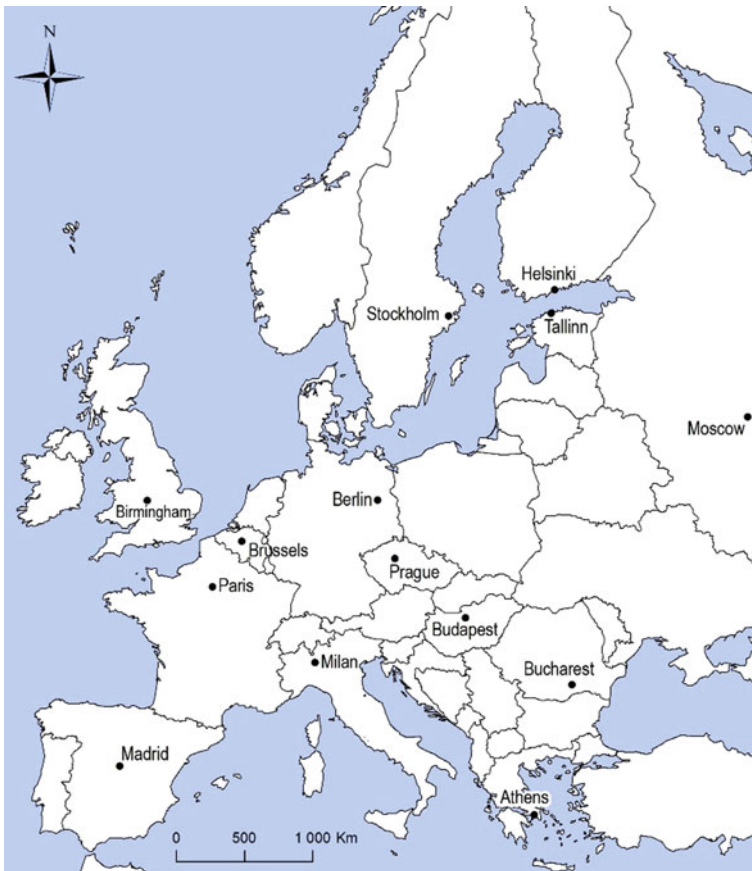 N
Helsinki
Stockholm
Tallinn
Moscow
Berlin
Birmingham
Brussels
Prague
Paris
Budapest
Milan
Bucharest
Madrid
Athens
0 500 1 000 Km